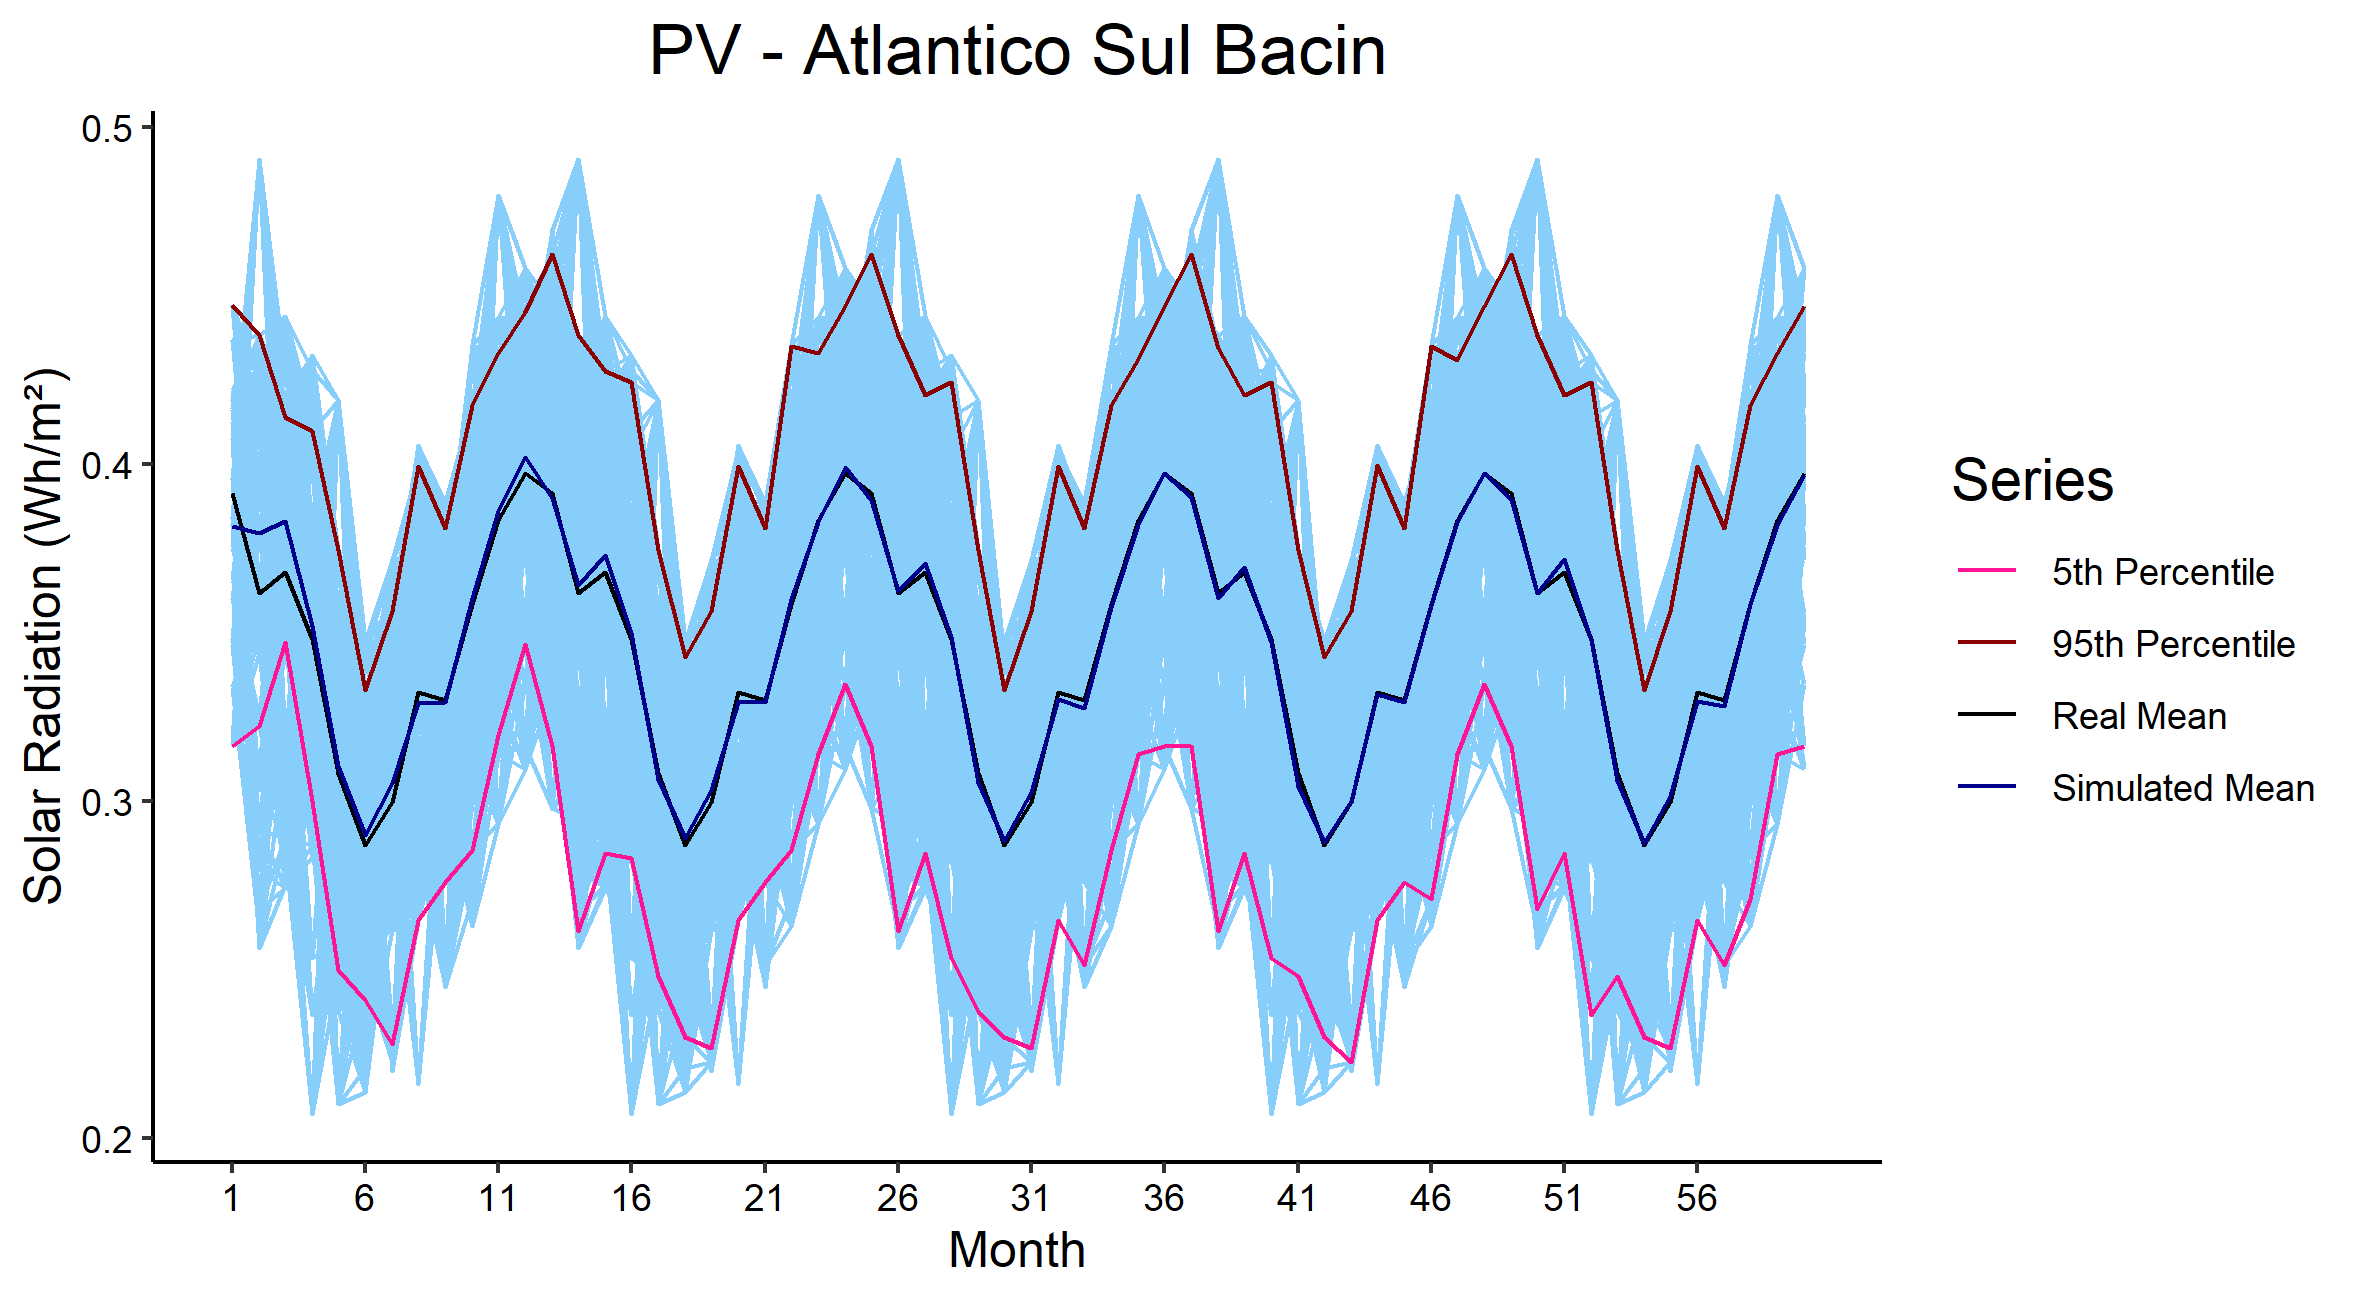 PV - Atlantico Sul Bacin
Solar Radiation (Wh/m²)
0.5
0.4
0.3
0.2
1 6 11 16 21 26 31 36 41 46 51 56
Month
Series
5th Percentile
95th Percentile
Real Mean
Simulated Mean